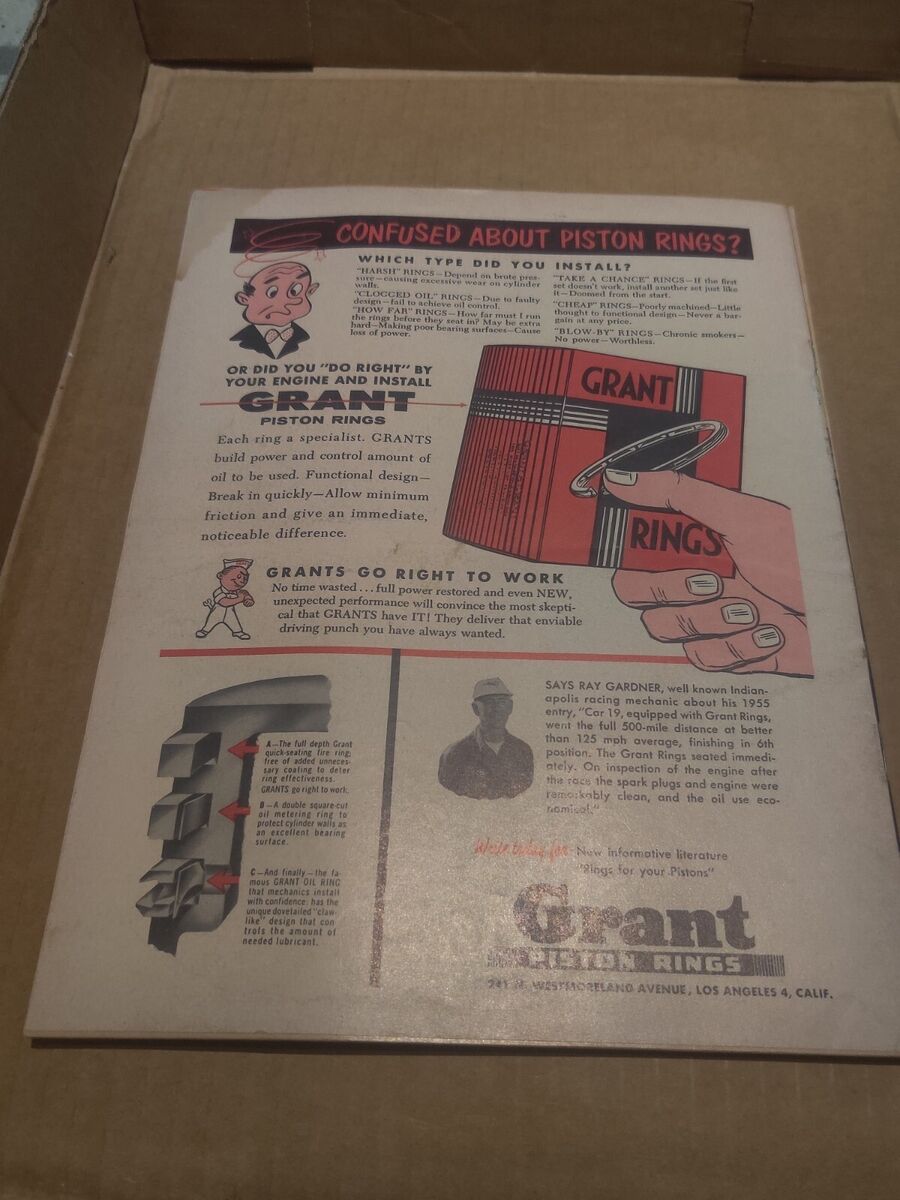 CONFUSED ABOUT PISTON RINGS?
WHICH TYPE DID YOU INSTALL?
"HARSH" RINGS—Depend on brute pres-
sure—causing excessive wear on cylinder
walls.
"CLOGGED OIL" RINGS—Due to faulty
design—fail to achieve oil control.
"HOW FAR" RINGS—How far must I run
the rings before they seat in? May be extra
hard—Making poor bearing surfaces—Cause
loss of power.
"TAKE A CHANCE" RINGS—If the first
set doesn't work, install another set just like
it—Doomed from the start.
"CHEAP" RINGS—Poorly machined—Little
thought to functional design—Never a bar-
gain at any price.
"BLOW-BY" RINGS—Chronic smokers—
No power—Worthless.
OR DID YOU "DO RIGHT" BY
YOUR ENGINE AND INSTALL
GRANT
PISTON RINGS
Each ring a specialist. GRANTS
build power and control amount of
oil to be used. Functional design—
Break in quickly—Allow minimum
friction and give an immediate,
noticeable difference.
GRANT
RINGS
GRANTS GO RIGHT TO WORK
No time wasted...full power restored and even NEW,
unexpected performance will convince the most skepti-
cal that GRANTS have IT! They deliver that enviable
driving punch you have always wanted.
A—The full depth Grant
quick-seating fire ring,
free of added unneces-
sary coating to deter
ring effectiveness.
GRANTS go right to work.
B—A double square-cut
oil metering ring to
protect cylinder walls as
an excellent bearing
surface.
C—And finally—the fa-
mous GRANT OIL RING
that mechanics install
with confidence: has the
unique dovetailed "claw-
like" design that con
trols the amount of
needed lubricant.
SAYS RAY GARDNER, well known Indian-
apolis racing mechanic about his 1955
entry, "Car 19, equipped with Grant Rings,
went the full 500-mile distance at better
than 125 mph average, finishing in 6th
position. The Grant Rings seated immedi-
ately. On inspection of the engine after
the race the spark plugs and engine were
remarkably clean, and the oil use eco-
nomical."
Write today for New informative literature
"Rings for your Pistons"
Grant
PISTON RINGS
241 N. WESTMORELAND AVENUE, LOS ANGELES 4, CALIF.